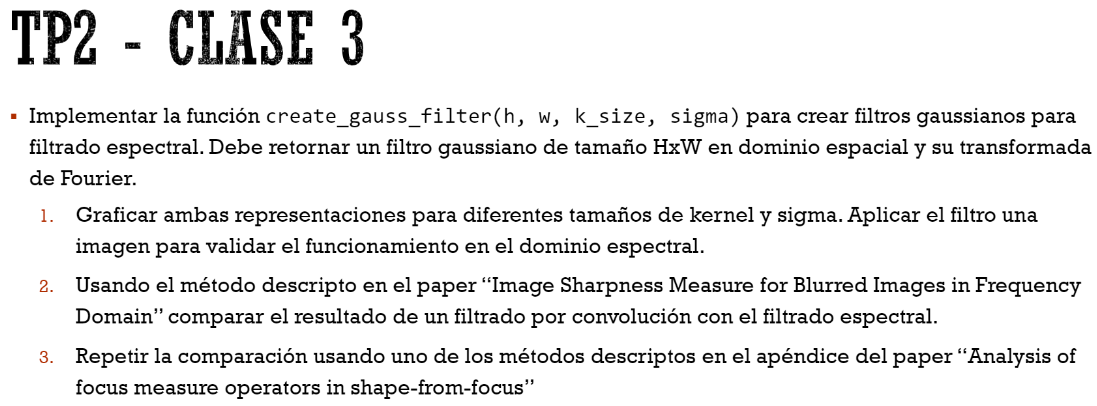 TP2 - CLASE 3
▪ Implementar la función create_gauss_filter(h, w, k_size, sigma) para crear filtros gaussianos para
filtrado espectral. Debe retornar un filtro gaussiano de tamaño HxW en dominio espacial y su transformada
de Fourier.
1. Graficar ambas representaciones para diferentes tamaños de kernel y sigma. Aplicar el filtro una
imagen para validar el funcionamiento en el dominio espectral.
2. Usando el método descripto en el paper “Image Sharpness Measure for Blurred Images in Frequency
Domain” comparar el resultado de un filtrado por convolución con el filtrado espectral.
3. Repetir la comparación usando uno de los métodos descriptos en el apéndice del paper “Analysis of
focus measure operators in shape-from-focus”